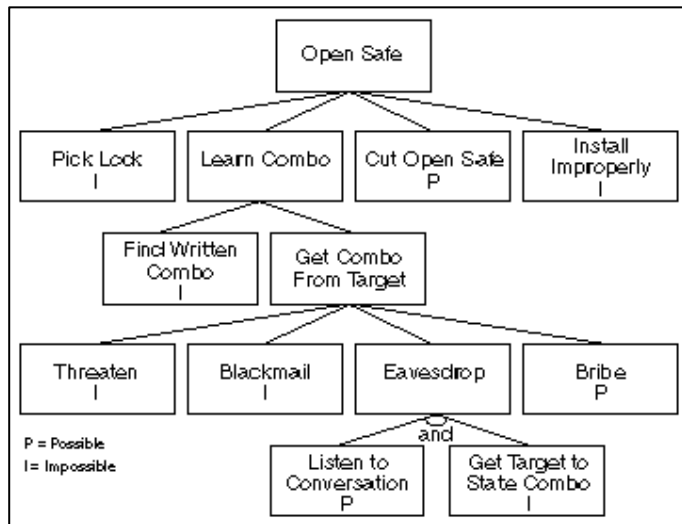 Open Safe
Pick Lock
I
Learn Combo
Cut Open Safe
P
Install
Improperly
I
Find Written
Combo
I
Get Combo
From Target
Threaten
I
Blackmail
I
Eavesdrop
Bribe
P
and
P = Possible
I = Impossible
Listen to
Conversation
P
Get Target to
State Combo
I